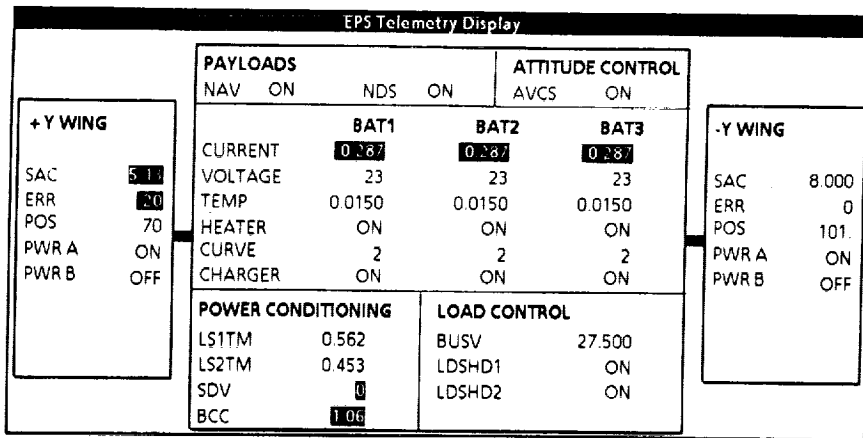 EPS Telemetry Display
PAYLOADS
NAV ON NDS ON
ATTITUDE CONTROL
AVCS ON
+Y WING
SAC 5.13
ERR 20
POS 70
PWR A ON
PWR B OFF
BAT1 BAT2 BAT3
CURRENT 0.287 0.287 0.287
VOLTAGE 23 23 23
TEMP 0.0150 0.0150 0.0150
HEATER ON ON ON
CURVE 2 2 2
CHARGER ON ON ON
-Y WING
SAC 8.000
ERR 0
POS 101.
PWR A ON
PWR B OFF
POWER CONDITIONING
LS1TM 0.562
LS2TM 0.453
SDV 0
BCC 1.06
LOAD CONTROL
BUSV 27.500
LDSHD1 ON
LDSHD2 ON